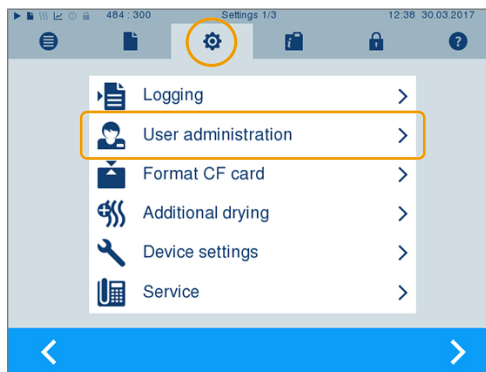 484 : 300 Settings 1/3 12:38 30.03.2017
Logging
User administration
Format CF card
Additional drying
Device settings
Service